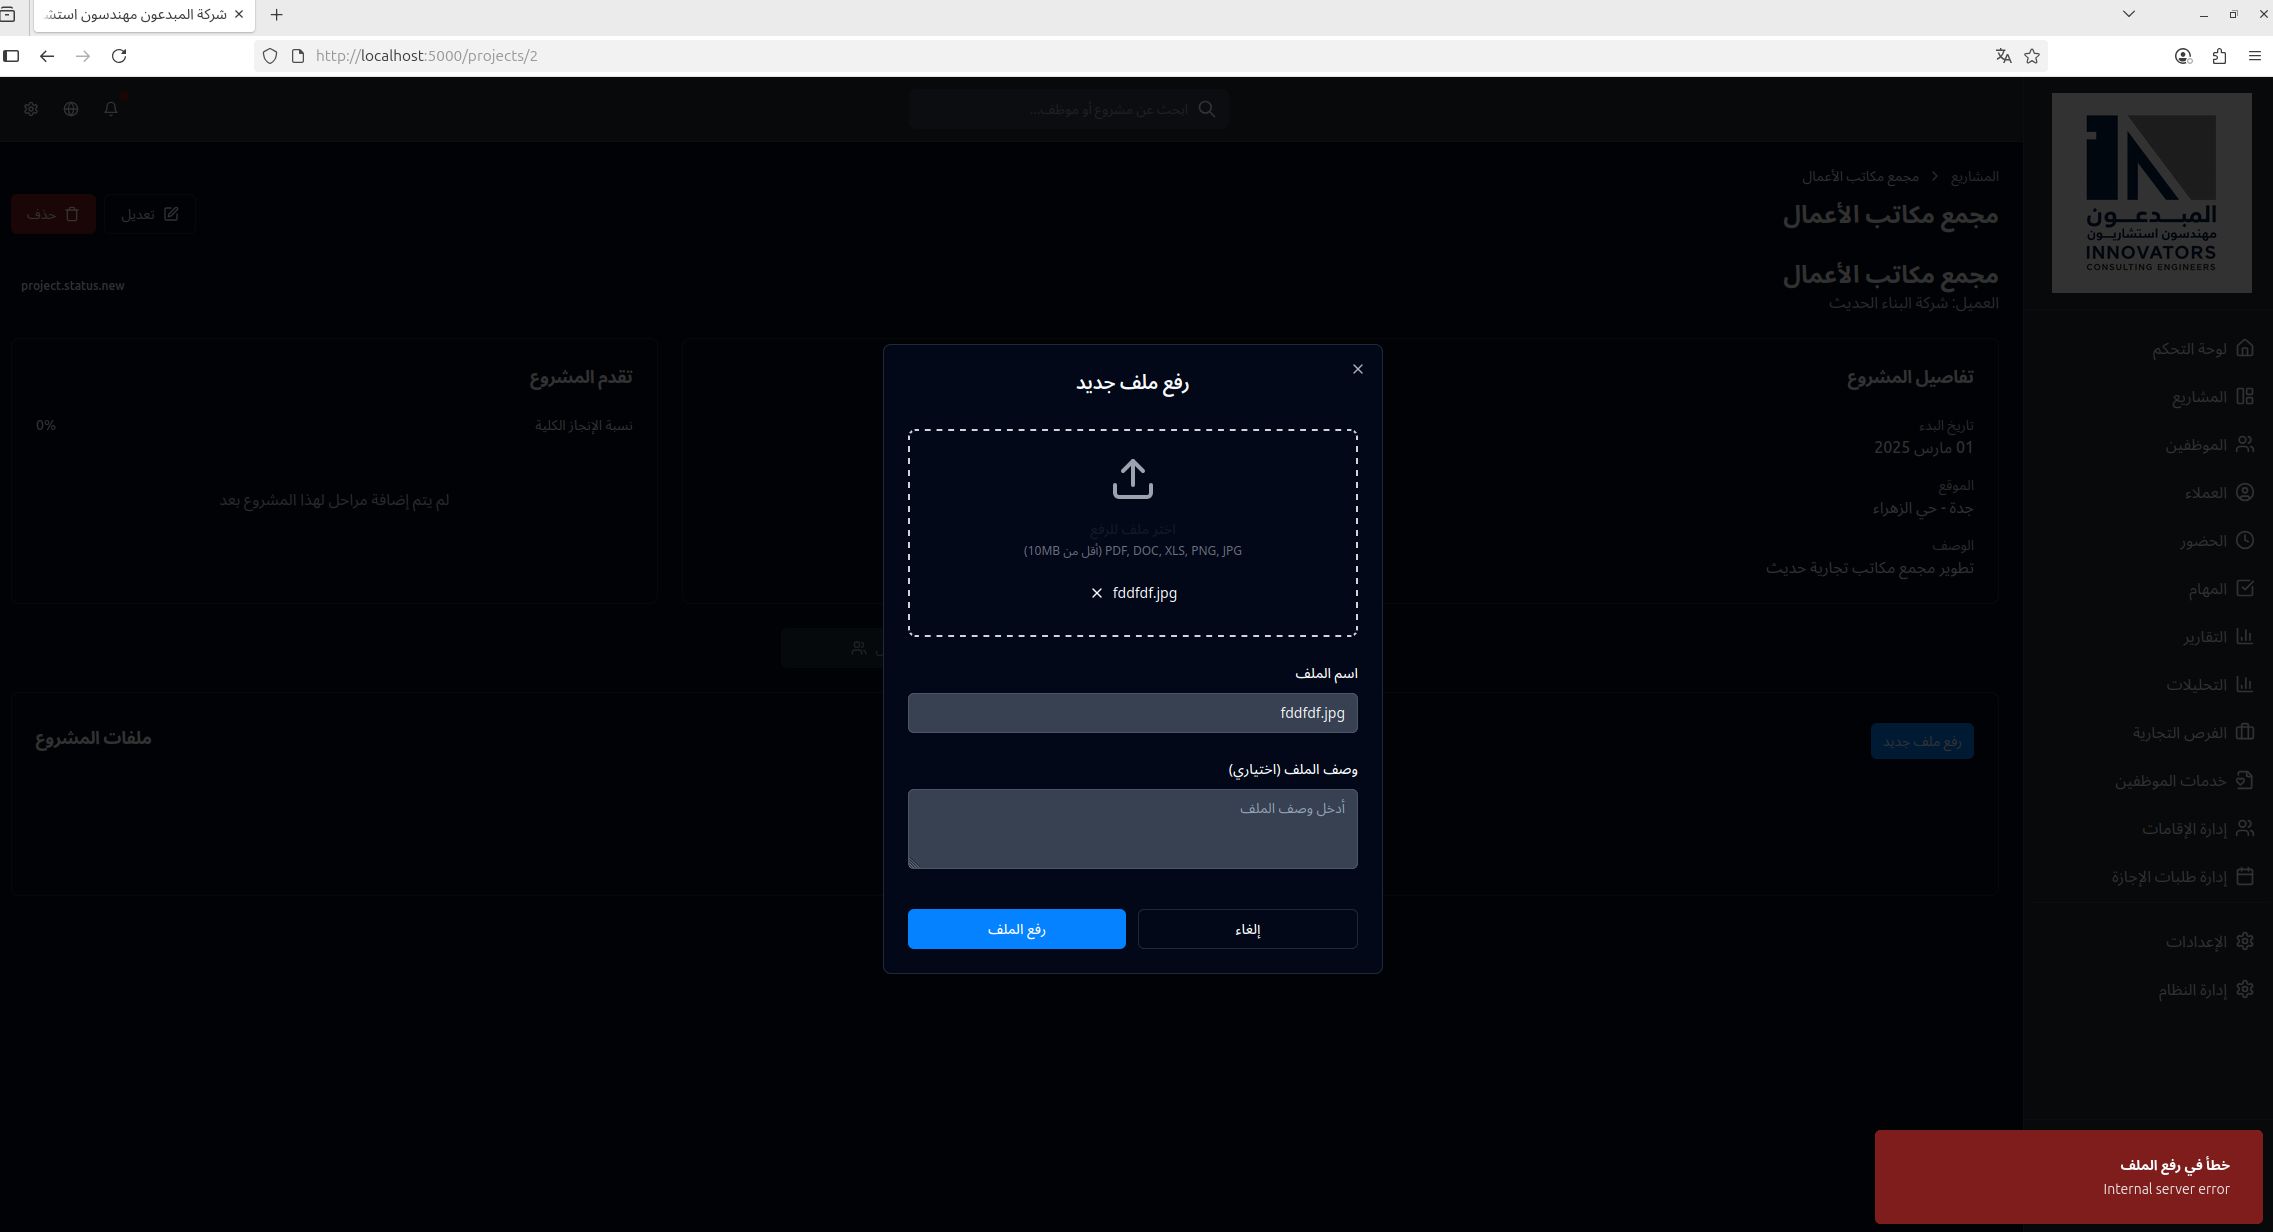 شركة المبدعون مهندسون استش
http://localhost:5000/projects/2
ابحث عن مشروع أو موظف...
المبدعون
مهندسون استشاريون
INNOVATORS
CONSULTING ENGINEERS
لوحة التحكم
المشاريع
الموظفين
العملاء
الحضور
المهام
التقارير
التحليلات
الفرص التجارية
خدمات الموظفين
إدارة الإقامات
إدارة طلبات الإجازة
الإعدادات
إدارة النظام
المشاريع
مجمع مكاتب الأعمال
مجمع مكاتب الأعمال
تعديل
حذف
مجمع مكاتب الأعمال
العميل: شركة البناء الحديث
project.status.new
تفاصيل المشروع
تاريخ البدء
01 مارس 2025
الموقع
جدة - حي الزهراء
الوصف
تطوير مجمع مكاتب تجارية حديث
تقدم المشروع
نسبة الإنجاز الكلية
0%
لم يتم إضافة مراحل لهذا المشروع بعد
رفع ملف جديد
ملفات المشروع
رفع ملف جديد
اختر ملف للرفع
PDF, DOC, XLS, PNG, JPG (أقل من 10MB)
fddfdf.jpg
اسم الملف
fddfdf.jpg
وصف الملف (اختياري)
أدخل وصف الملف
إلغاء
رفع الملف
خطأ في رفع الملف
Internal server error